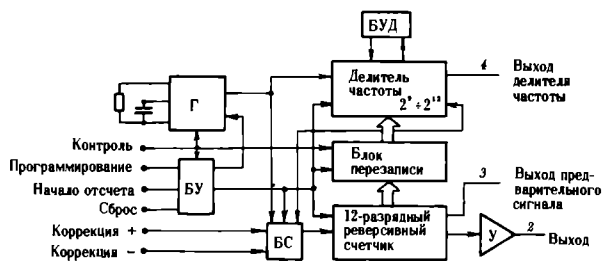 БУД
4
Выход
делителя
частоты
Делитель
частоты
2⁹ ÷ 2¹²
Г
Контроль
Программирование
Начало отсчета
Сброс
БУ
Блок
перезаписи
3
Выход пред-
варительного
сигнала
Коррекция +
Коррекция −
БС
12-разрядный
реверсивный
счетчик
У
2
Выход